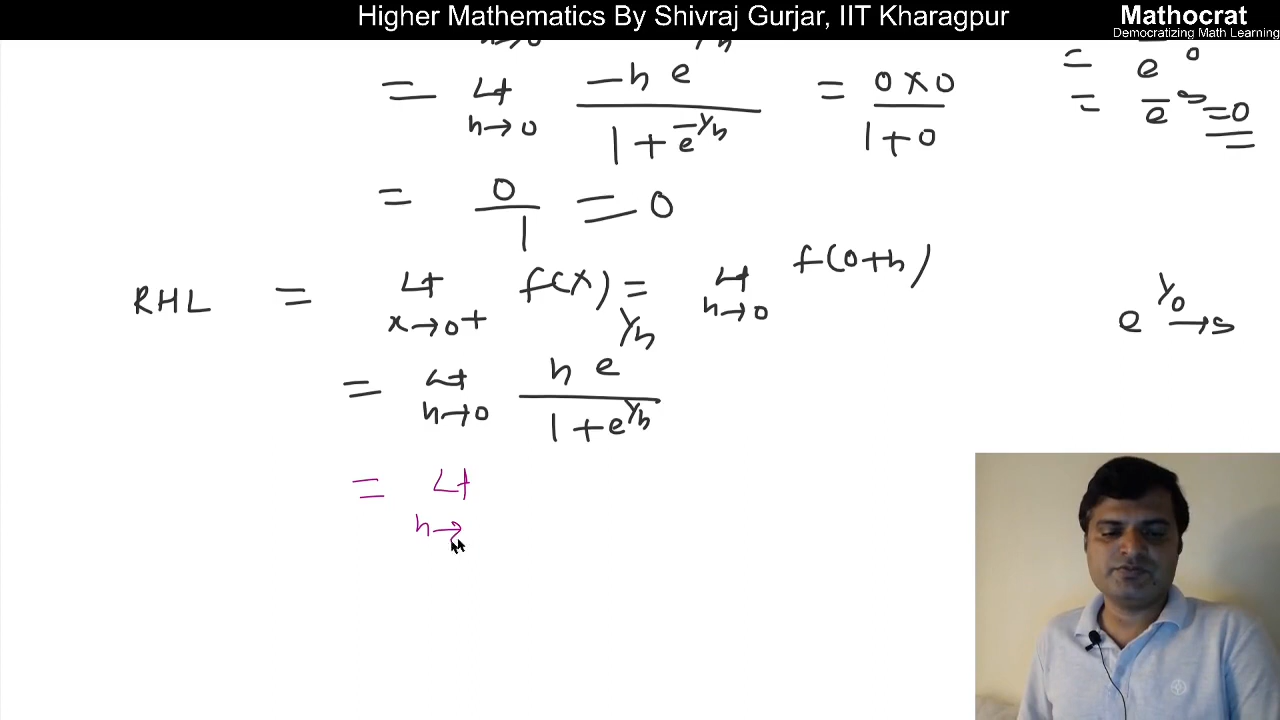 Higher Mathematics By Shivraj Gurjar, IIT Kharagpur
Mathocrat
Democratizing Math Learning
h→0
= Lt h→0 (-h e^{-1/h})/(1+e^{-1/h}) = (0×0)/(1+0)
= e 0
= e^{-∞} =0
= 0/1 = 0
RHL = Lt x→0+ f(x) = Lt h→0 f(0+h)
e^{1/0} → ∞
= Lt h→0 (h e^{1/h})/(1+e^{1/h})
= Lt h→